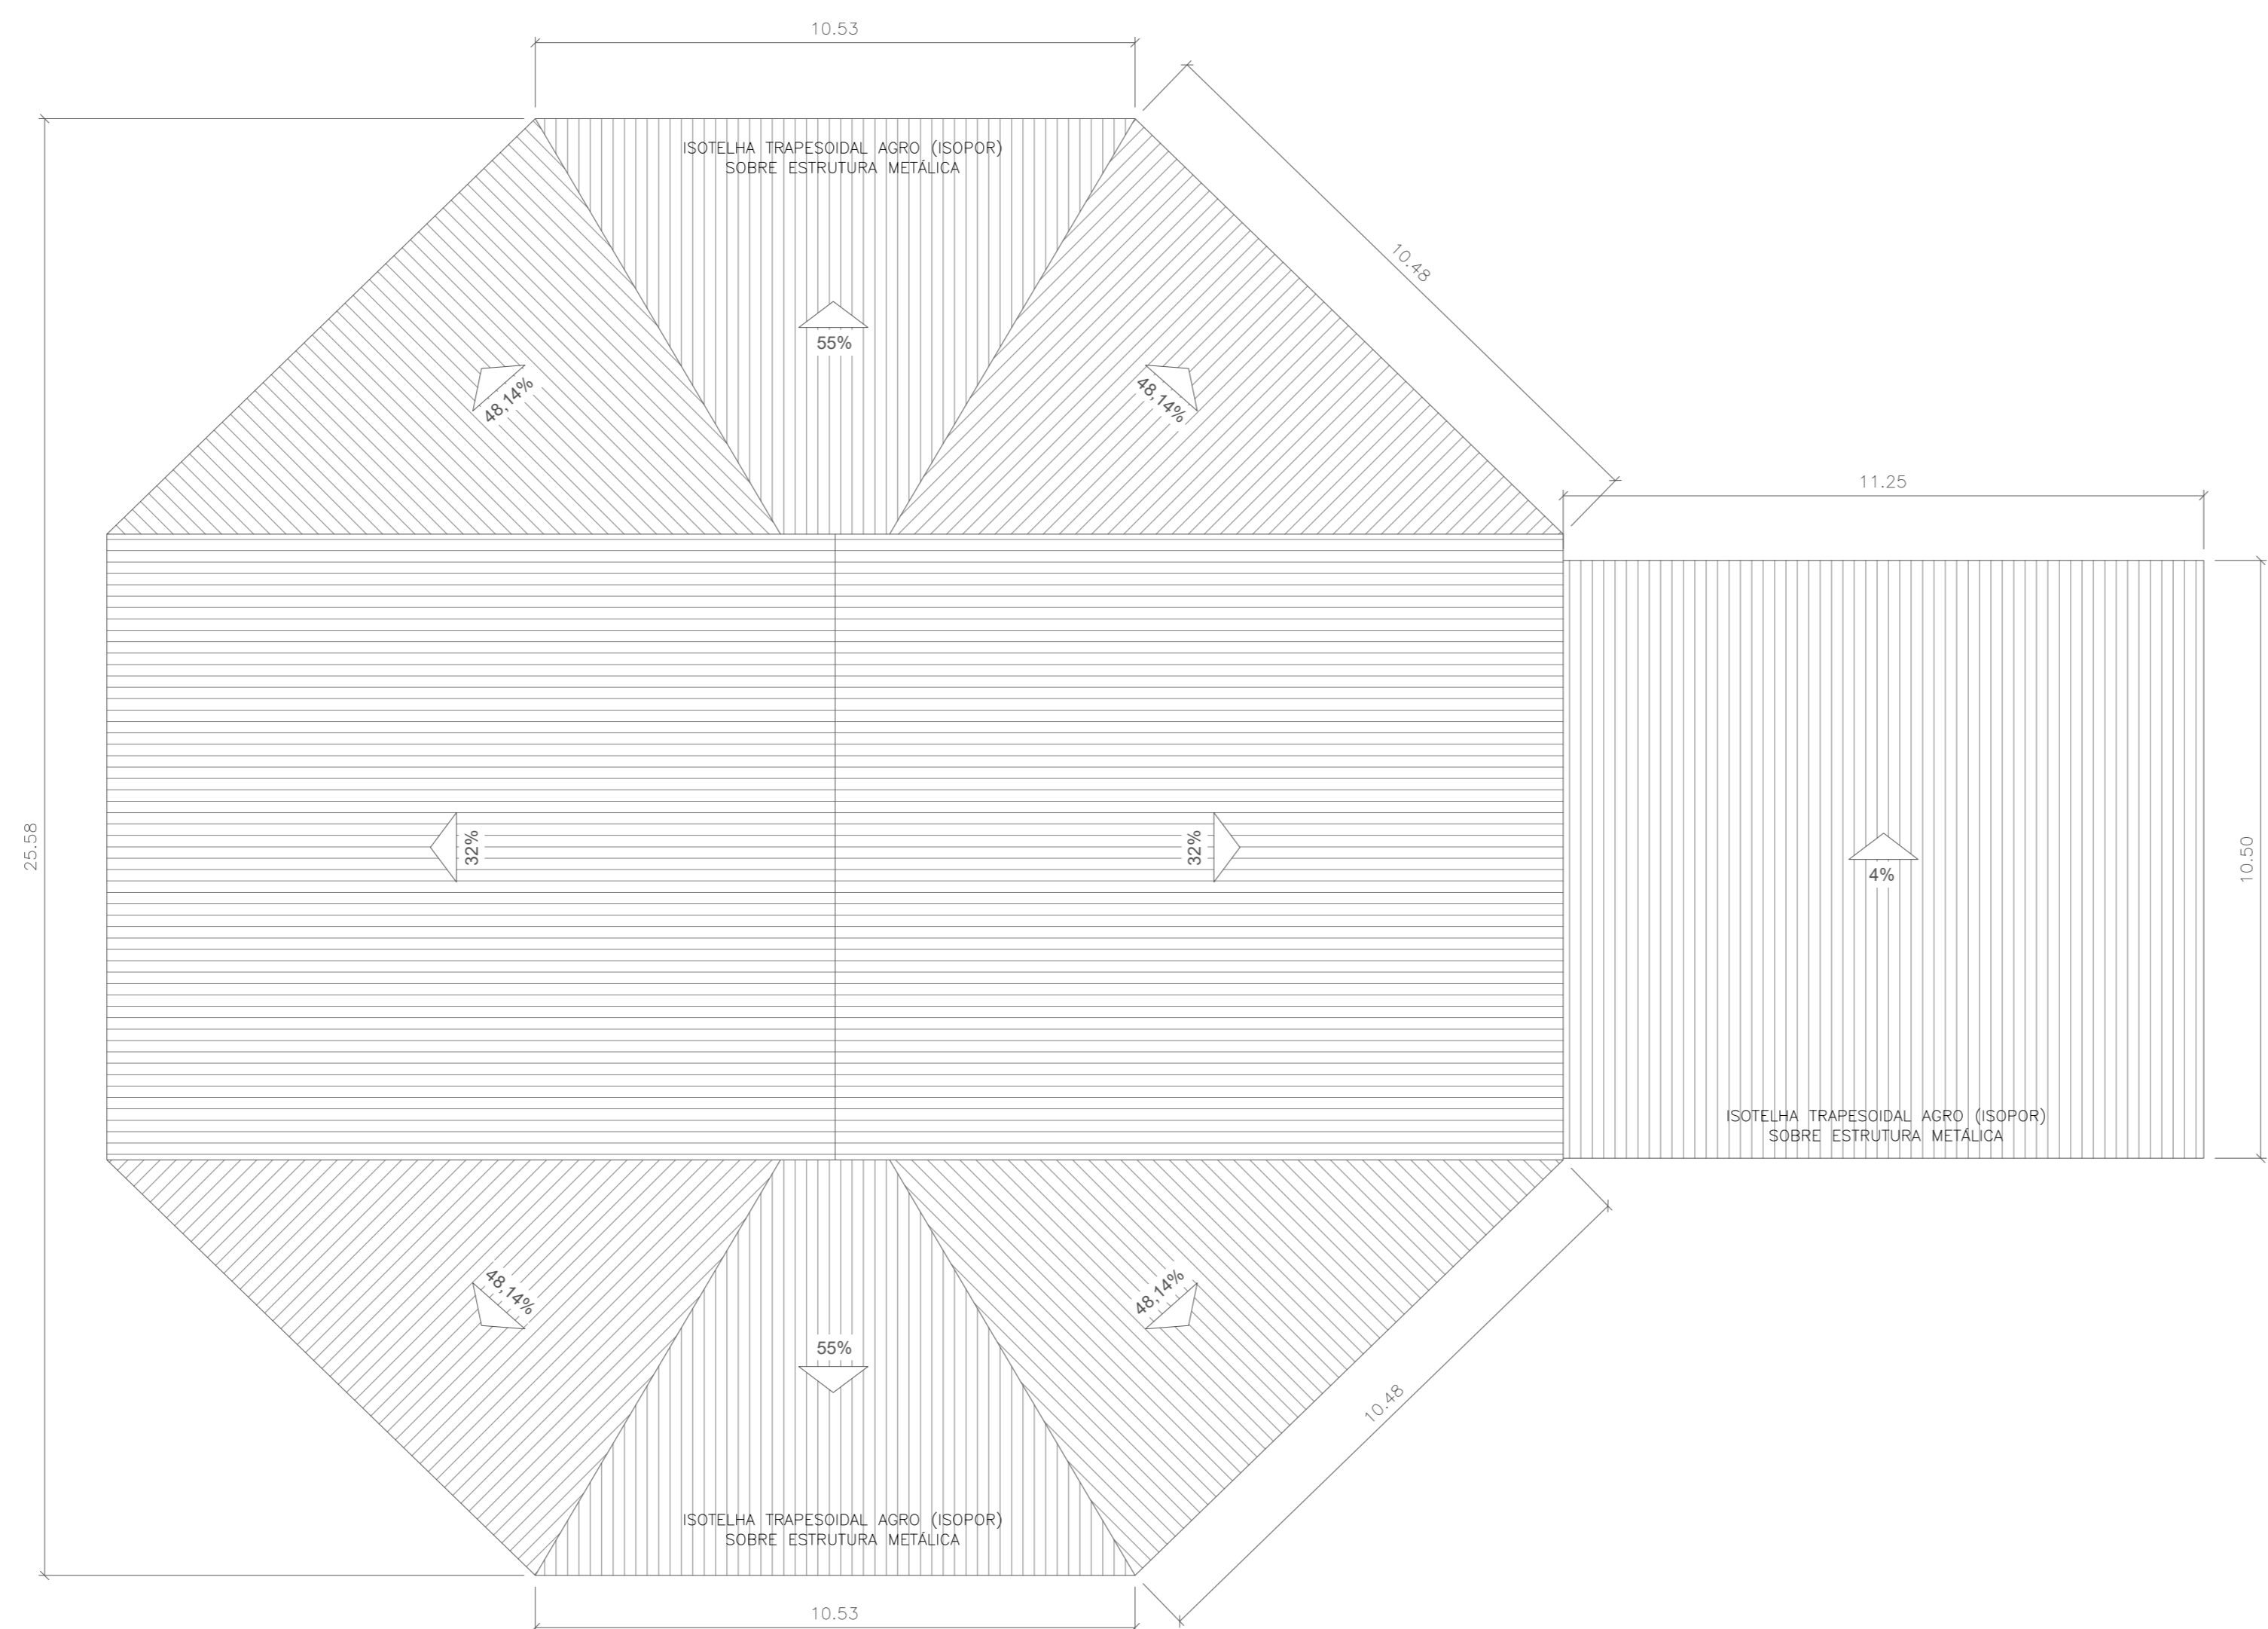 10.53
ISOTELHA TRAPESOIDAL AGRO (ISOPOR)
SOBRE ESTRUTURA METÁLICA
10.48
55%
48,14%
48,14%
11.25
25.58
32%
32%
10.50
4%
ISOTELHA TRAPESOIDAL AGRO (ISOPOR)
SOBRE ESTRUTURA METÁLICA
48,14%
48,14%
55%
10.48
ISOTELHA TRAPESOIDAL AGRO (ISOPOR)
SOBRE ESTRUTURA METÁLICA
10.53